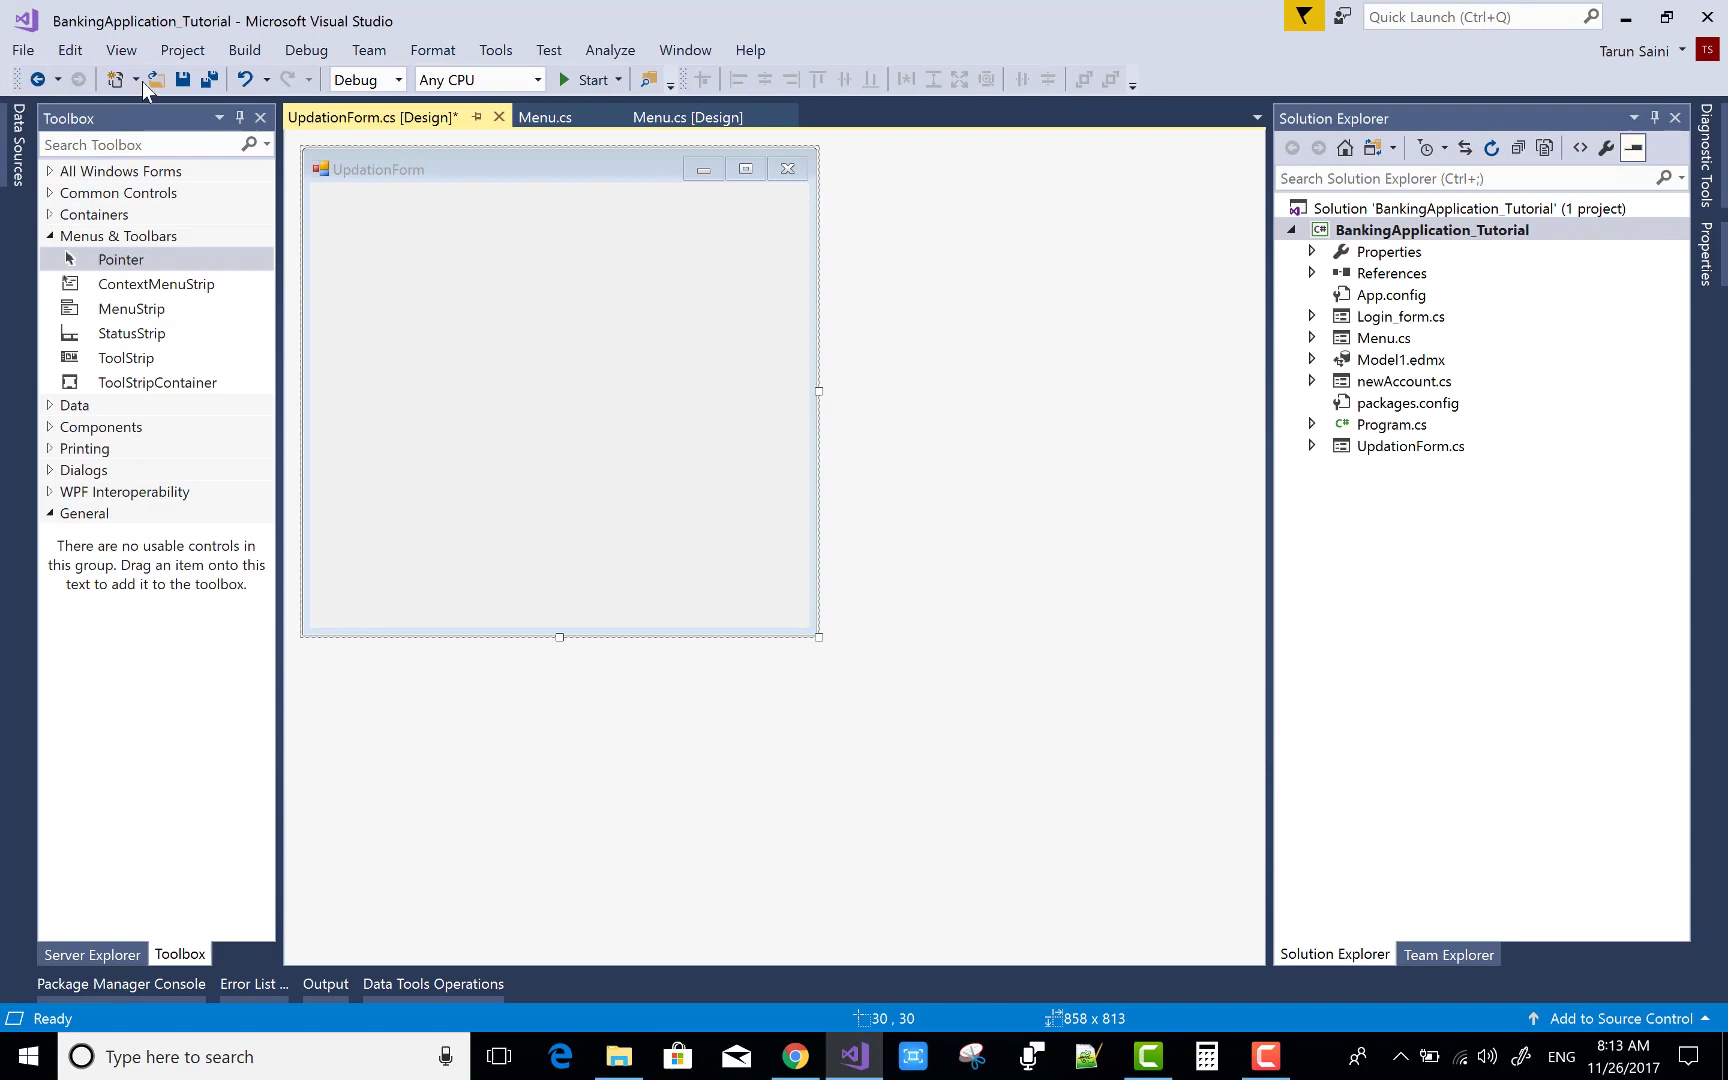 BankingApplication_Tutorial - Microsoft Visual Studio
Quick Launch (Ctrl+Q)
File Edit View Project Build Debug Team Format Tools Test Analyze Window Help
Tarun Saini TS
Debug Any CPU Start
Data Sources
Toolbox
Search Toolbox
All Windows Forms
Common Controls
Containers
Menus & Toolbars
Pointer
ContextMenuStrip
MenuStrip
StatusStrip
ToolStrip
ToolStripContainer
Data
Components
Printing
Dialogs
WPF Interoperability
General
There are no usable controls in
this group. Drag an item onto this
text to add it to the toolbox.
Server Explorer Toolbox
UpdationForm.cs [Design]* Menu.cs Menu.cs [Design]
UpdationForm
Solution Explorer
Search Solution Explorer (Ctrl+;)
Solution 'BankingApplication_Tutorial' (1 project)
C# BankingApplication_Tutorial
Properties
References
App.config
Login_form.cs
Menu.cs
Model1.edmx
newAccount.cs
packages.config
C# Program.cs
UpdationForm.cs
Solution Explorer Team Explorer
Diagnostic Tools
Properties
Package Manager Console Error List ... Output Data Tools Operations
Ready 30 , 30 858 x 813 Add to Source Control
Type here to search
ENG
8:13 AM
11/26/2017